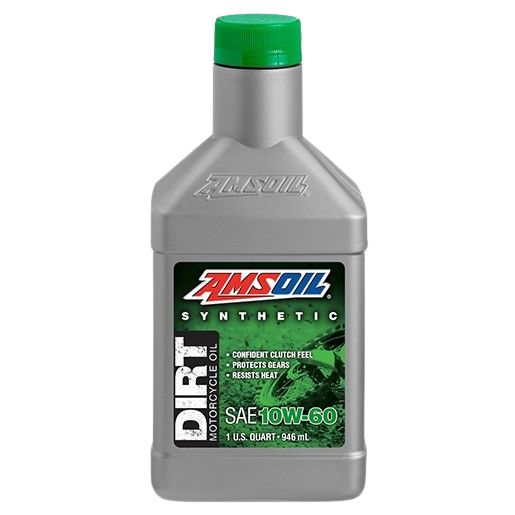 AMSOIL
AMSOIL®
SYNTHETIC
DIRT
MOTORCYCLE OIL
• CONFIDENT CLUTCH FEEL
• PROTECTS GEARS
• RESISTS HEAT
SAE 10W-60
1 U.S. QUART • 946 mL